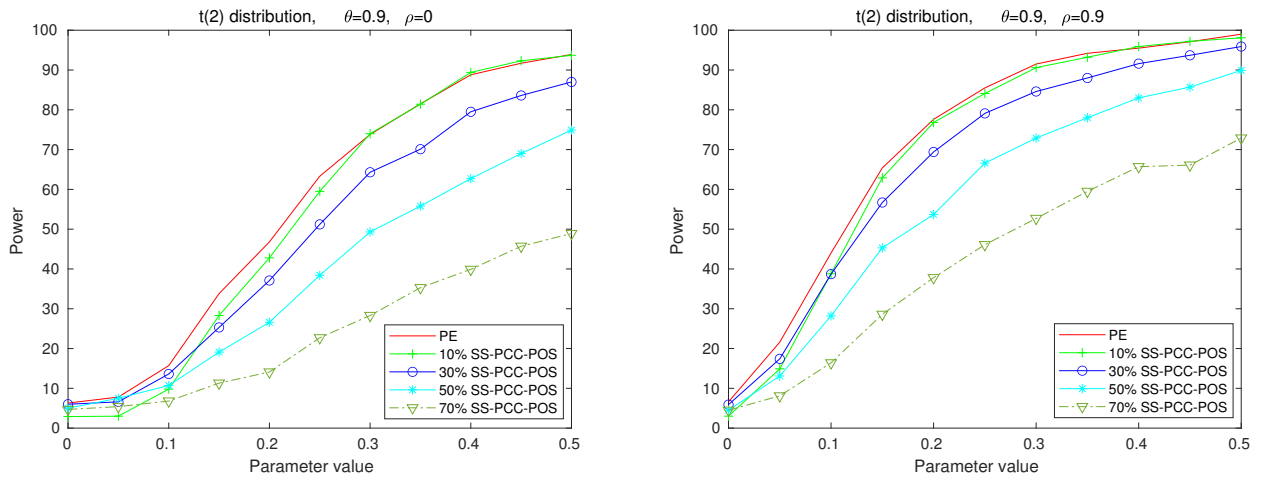 t(2) distribution, θ=0.9, ρ=0
100
90
80
70
60
50
40
30
20
10
0
Power
0 0.1 0.2 0.3 0.4 0.5
Parameter value
PE
10% SS-PCC-POS
30% SS-PCC-POS
50% SS-PCC-POS
70% SS-PCC-POS
t(2) distribution, θ=0.9, ρ=0.9
100
90
80
70
60
50
40
30
20
10
0
Power
0 0.1 0.2 0.3 0.4 0.5
Parameter value
PE
10% SS-PCC-POS
30% SS-PCC-POS
50% SS-PCC-POS
70% SS-PCC-POS